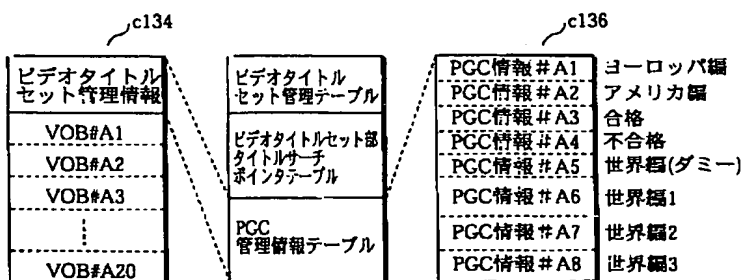 c134
ビデオタイトル
セット管理情報
VOB#A1
VOB#A2
VOB#A3
VOB#A20
ビデオタイトル
セット管理テーブル
ビデオタイトルセット部
タイトルサーチ
ポインタテーブル
PGC
管理情報テーブル
c136
PGC情報#A1 ヨーロッパ編
PGC情報#A2 アメリカ編
PGC情報#A3 合格
PGC情報#A4 不合格
PGC情報#A5 世界編(ダミー)
PGC情報#A6 世界編1
PGC情報#A7 世界編2
PGC情報#A8 世界編3